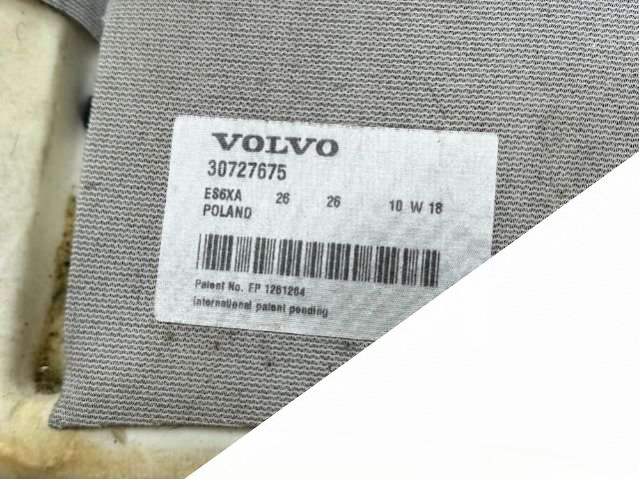 VOLVO
30727675
ES6XA 26 26 10 W 18
POLAND
Patent No. EP 1261264
International patent pending